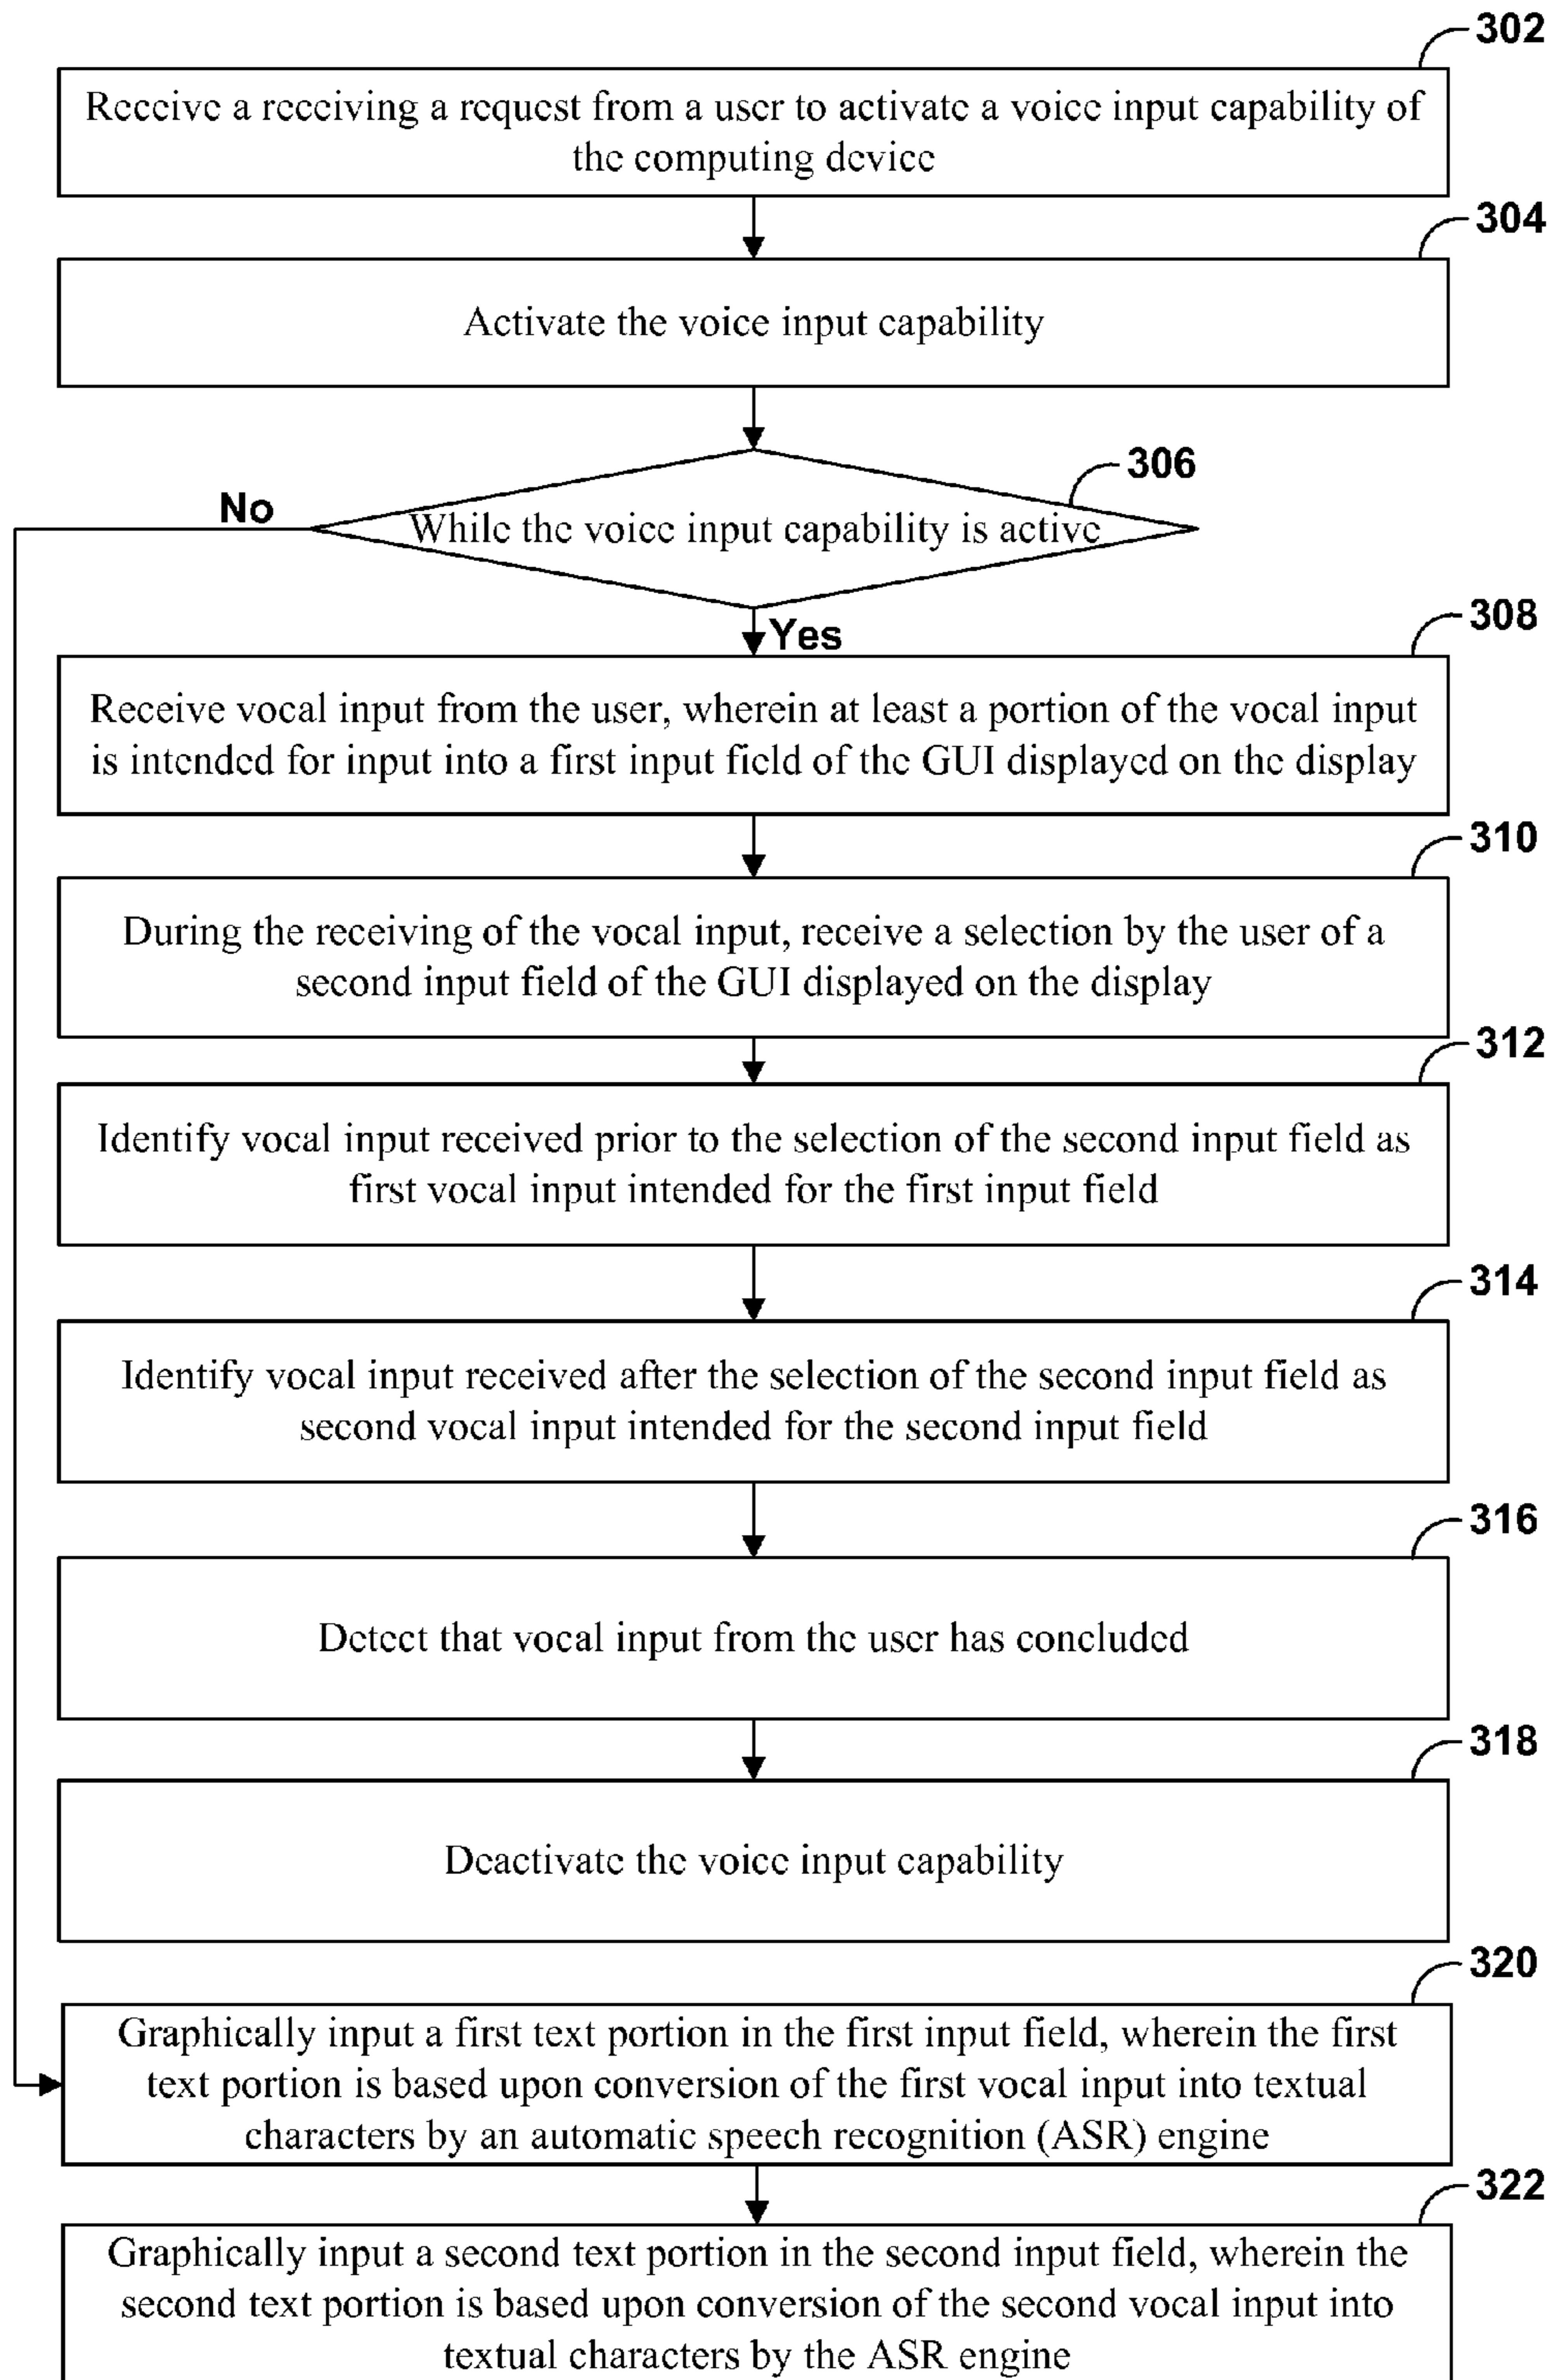 302
Receive a receiving a request from a user to activate a voice input capability of
the computing device
304
Activate the voice input capability
306
No
While the voice input capability is active
Yes
308
Receive vocal input from the user, wherein at least a portion of the vocal input
is intended for input into a first input field of the GUI displayed on the display
310
During the receiving of the vocal input, receive a selection by the user of a
second input field of the GUI displayed on the display
312
Identify vocal input received prior to the selection of the second input field as
first vocal input intended for the first input field
314
Identify vocal input received after the selection of the second input field as
second vocal input intended for the second input field
316
Detect that vocal input from the user has concluded
318
Deactivate the voice input capability
320
Graphically input a first text portion in the first input field, wherein the first
text portion is based upon conversion of the first vocal input into textual
characters by an automatic speech recognition (ASR) engine
322
Graphically input a second text portion in the second input field, wherein the
second text portion is based upon conversion of the second vocal input into
textual characters by the ASR engine